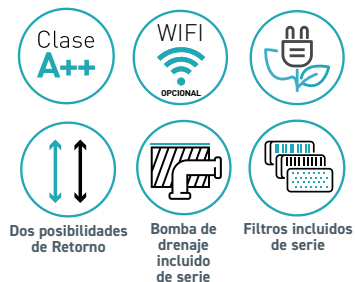 Clase
A++
WIFI
OPCIONAL
Dos posibilidades
de Retorno
Bomba de
drenaje
incluido
de serie
Filtros incluidos
de serie